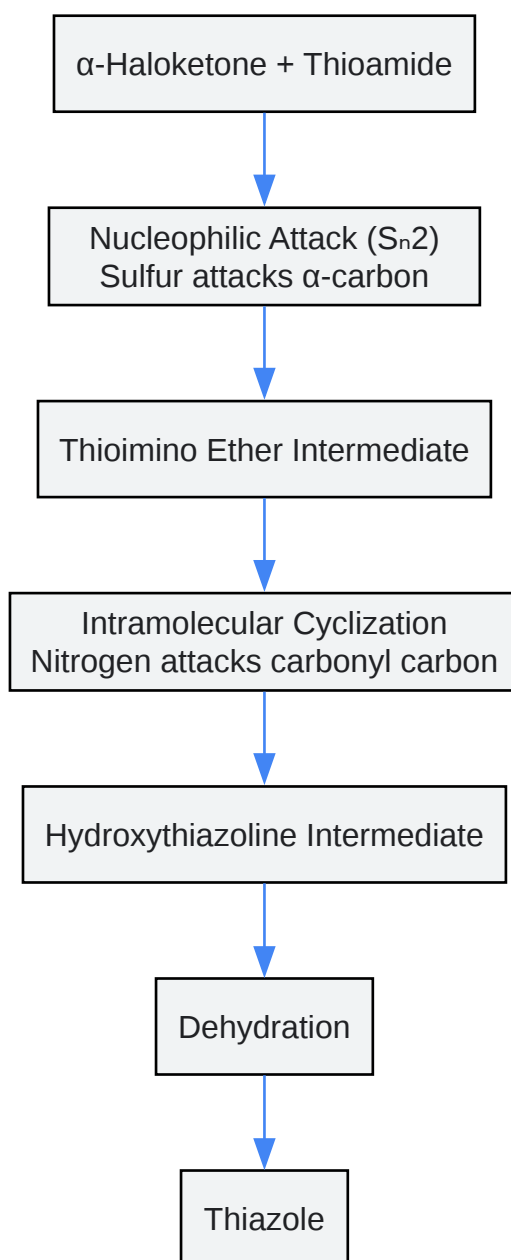 α-Haloketone + Thioamide
Nucleophilic Attack (Sₙ2)
Sulfur attacks α-carbon
Thioimino Ether Intermediate
Intramolecular Cyclization
Nitrogen attacks carbonyl carbon
Hydroxythiazoline Intermediate
Dehydration
Thiazole